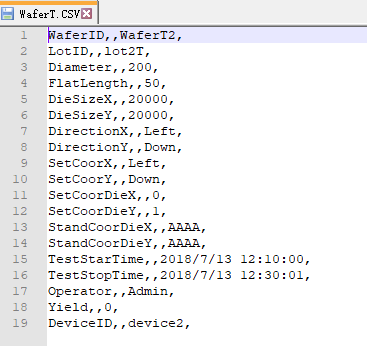 WaferT.CSV
1 WaferID,,WaferT2,
2 LotID,,lot2T,
3 Diameter,,200,
4 FlatLength,,50,
5 DieSizeX,,20000,
6 DieSizeY,,20000,
7 DirectionX,,Left,
8 DirectionY,,Down,
9 SetCoorX,,Left,
10 SetCoorY,,Down,
11 SetCoorDieX,,0,
12 SetCoorDieY,,1,
13 StandCoorDieX,,AAAA,
14 StandCoorDieY,,AAAA,
15 TestStarTime,,2018/7/13 12:10:00,
16 TestStopTime,,2018/7/13 12:30:01,
17 Operator,,Admin,
18 Yield,,0,
19 DeviceID,,device2,